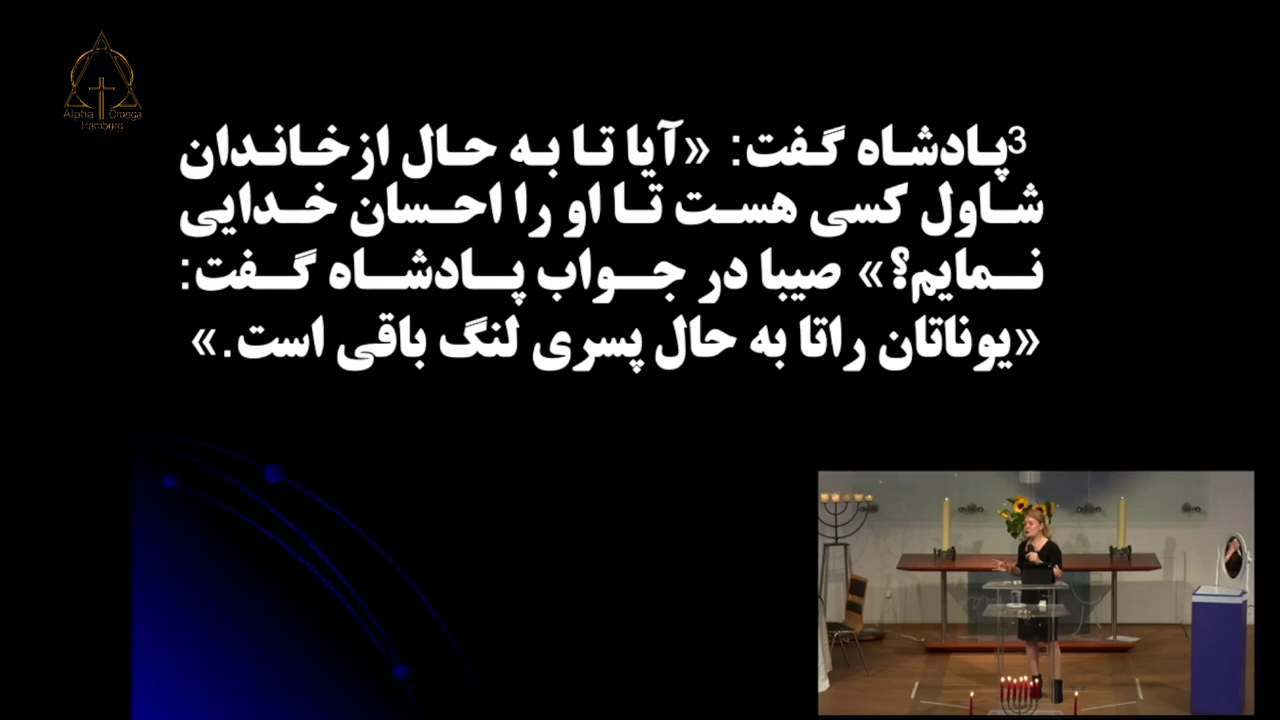 Alpha Omega
Hamburg
3پادشاه گفت: «آیا تا به حال ازخاندان
شاول کسی هست تا او را احسان خدایی
نمایم؟» صیبا در جواب پادشاه گفت:
«یوناتان راتا به حال پسری لنگ باقی است.»